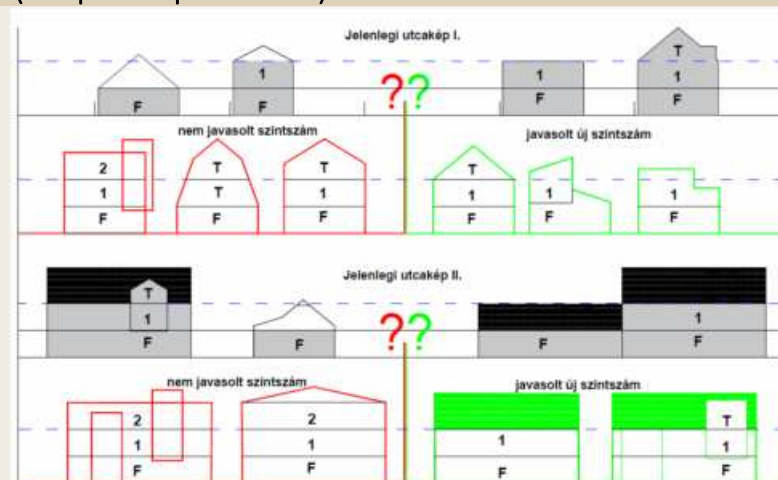 Jelenlegi utcakép I.
T
1 1 1
F F F F
??
nem javasolt szintszám
javasolt új szintszám
2 T T T
1 T 1 1 1 1
F F F F F F
Jelenlegi utcakép II.
T
1 1
F F F F
??
nem javasolt szintszám
javasolt új szintszám
2 2 T
1 1 1 1
F F F F